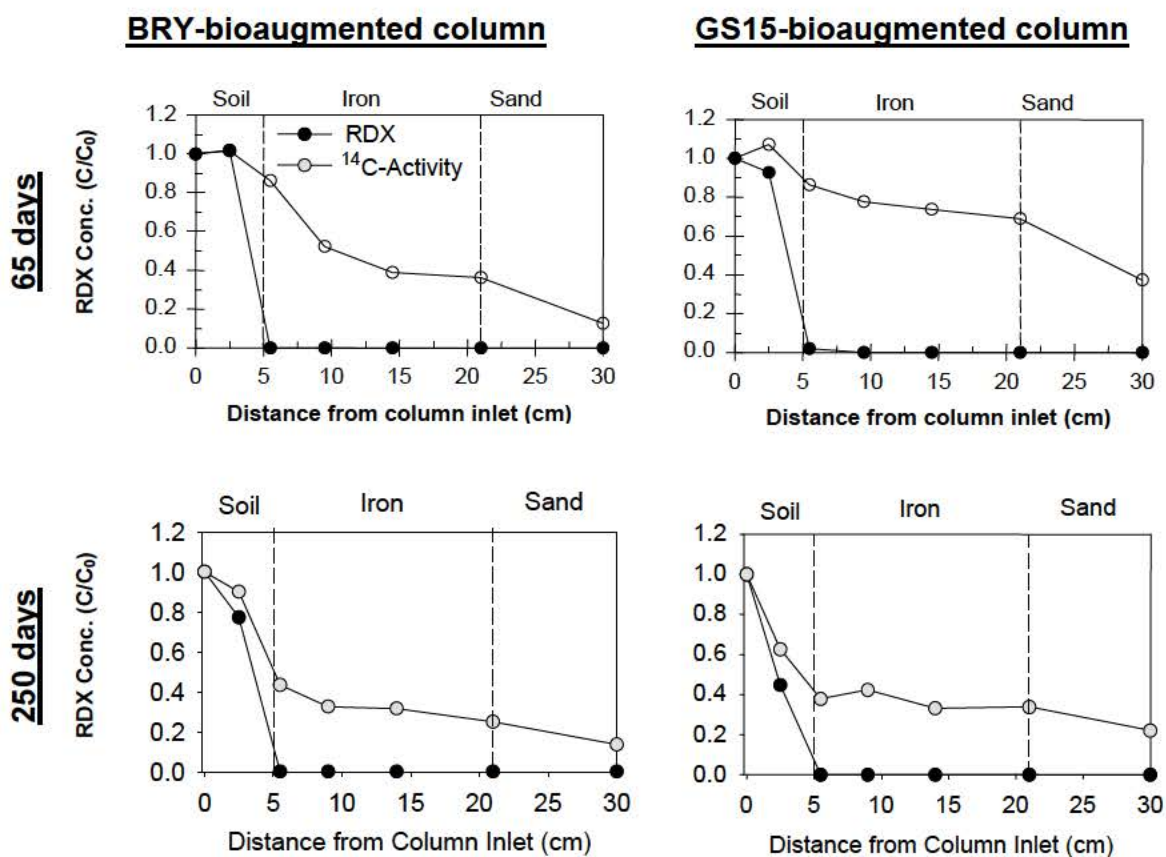 BRY-bioaugmented column
GS15-bioaugmented column
65 days
RDX Conc. (C/C₀)
Soil Iron Sand
1.2
1.0
0.8
0.6
0.4
0.2
0.0
RDX
¹⁴C-Activity
0 5 10 15 20 25 30
Distance from column inlet (cm)
Soil Iron Sand
1.2
1.0
0.8
0.6
0.4
0.2
0.0
0 5 10 15 20 25 30
Distance from column inlet (cm)
250 days
RDX Conc. (C/C₀)
Soil Iron Sand
1.2
1.0
0.8
0.6
0.4
0.2
0.0
0 5 10 15 20 25 30
Distance from Column Inlet (cm)
Soil Iron Sand
1.2
1.0
0.8
0.6
0.4
0.2
0.0
0 5 10 15 20 25 30
Distance from Column Inlet (cm)